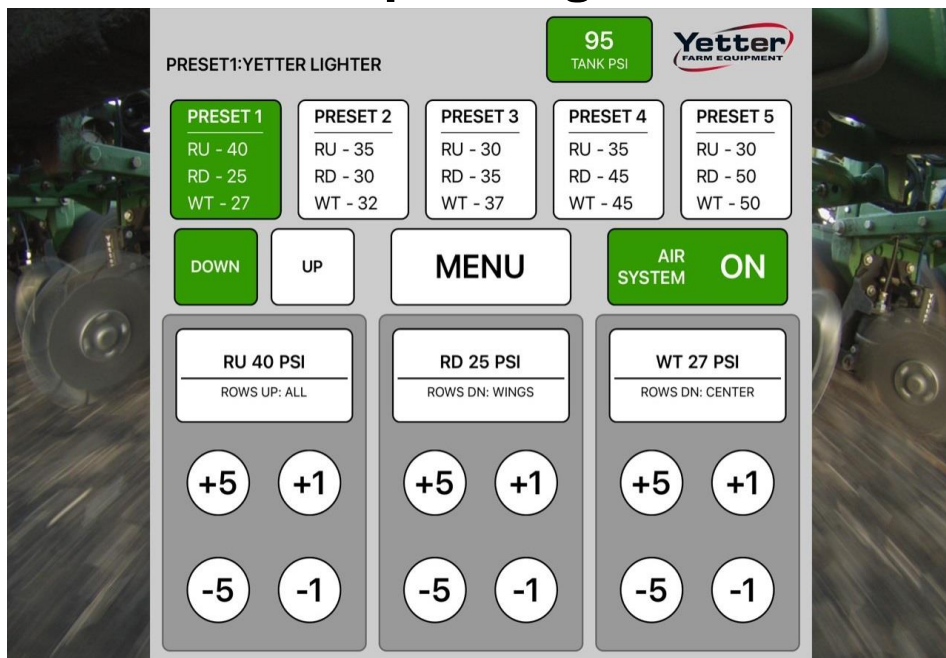 95
TANK PSI
Yetter
FARM EQUIPMENT
PRESET1:YETTER LIGHTER
PRESET 1
RU - 40
RD - 25
WT - 27
PRESET 2
RU - 35
RD - 30
WT - 32
PRESET 3
RU - 30
RD - 35
WT - 37
PRESET 4
RU - 35
RD - 45
WT - 45
PRESET 5
RU - 30
RD - 50
WT - 50
DOWN
UP
MENU
AIR
SYSTEM
ON
RU 40 PSI
ROWS UP: ALL
RD 25 PSI
ROWS DN: WINGS
WT 27 PSI
ROWS DN: CENTER
+5 +1
+5 +1
+5 +1
-5 -1
-5 -1
-5 -1